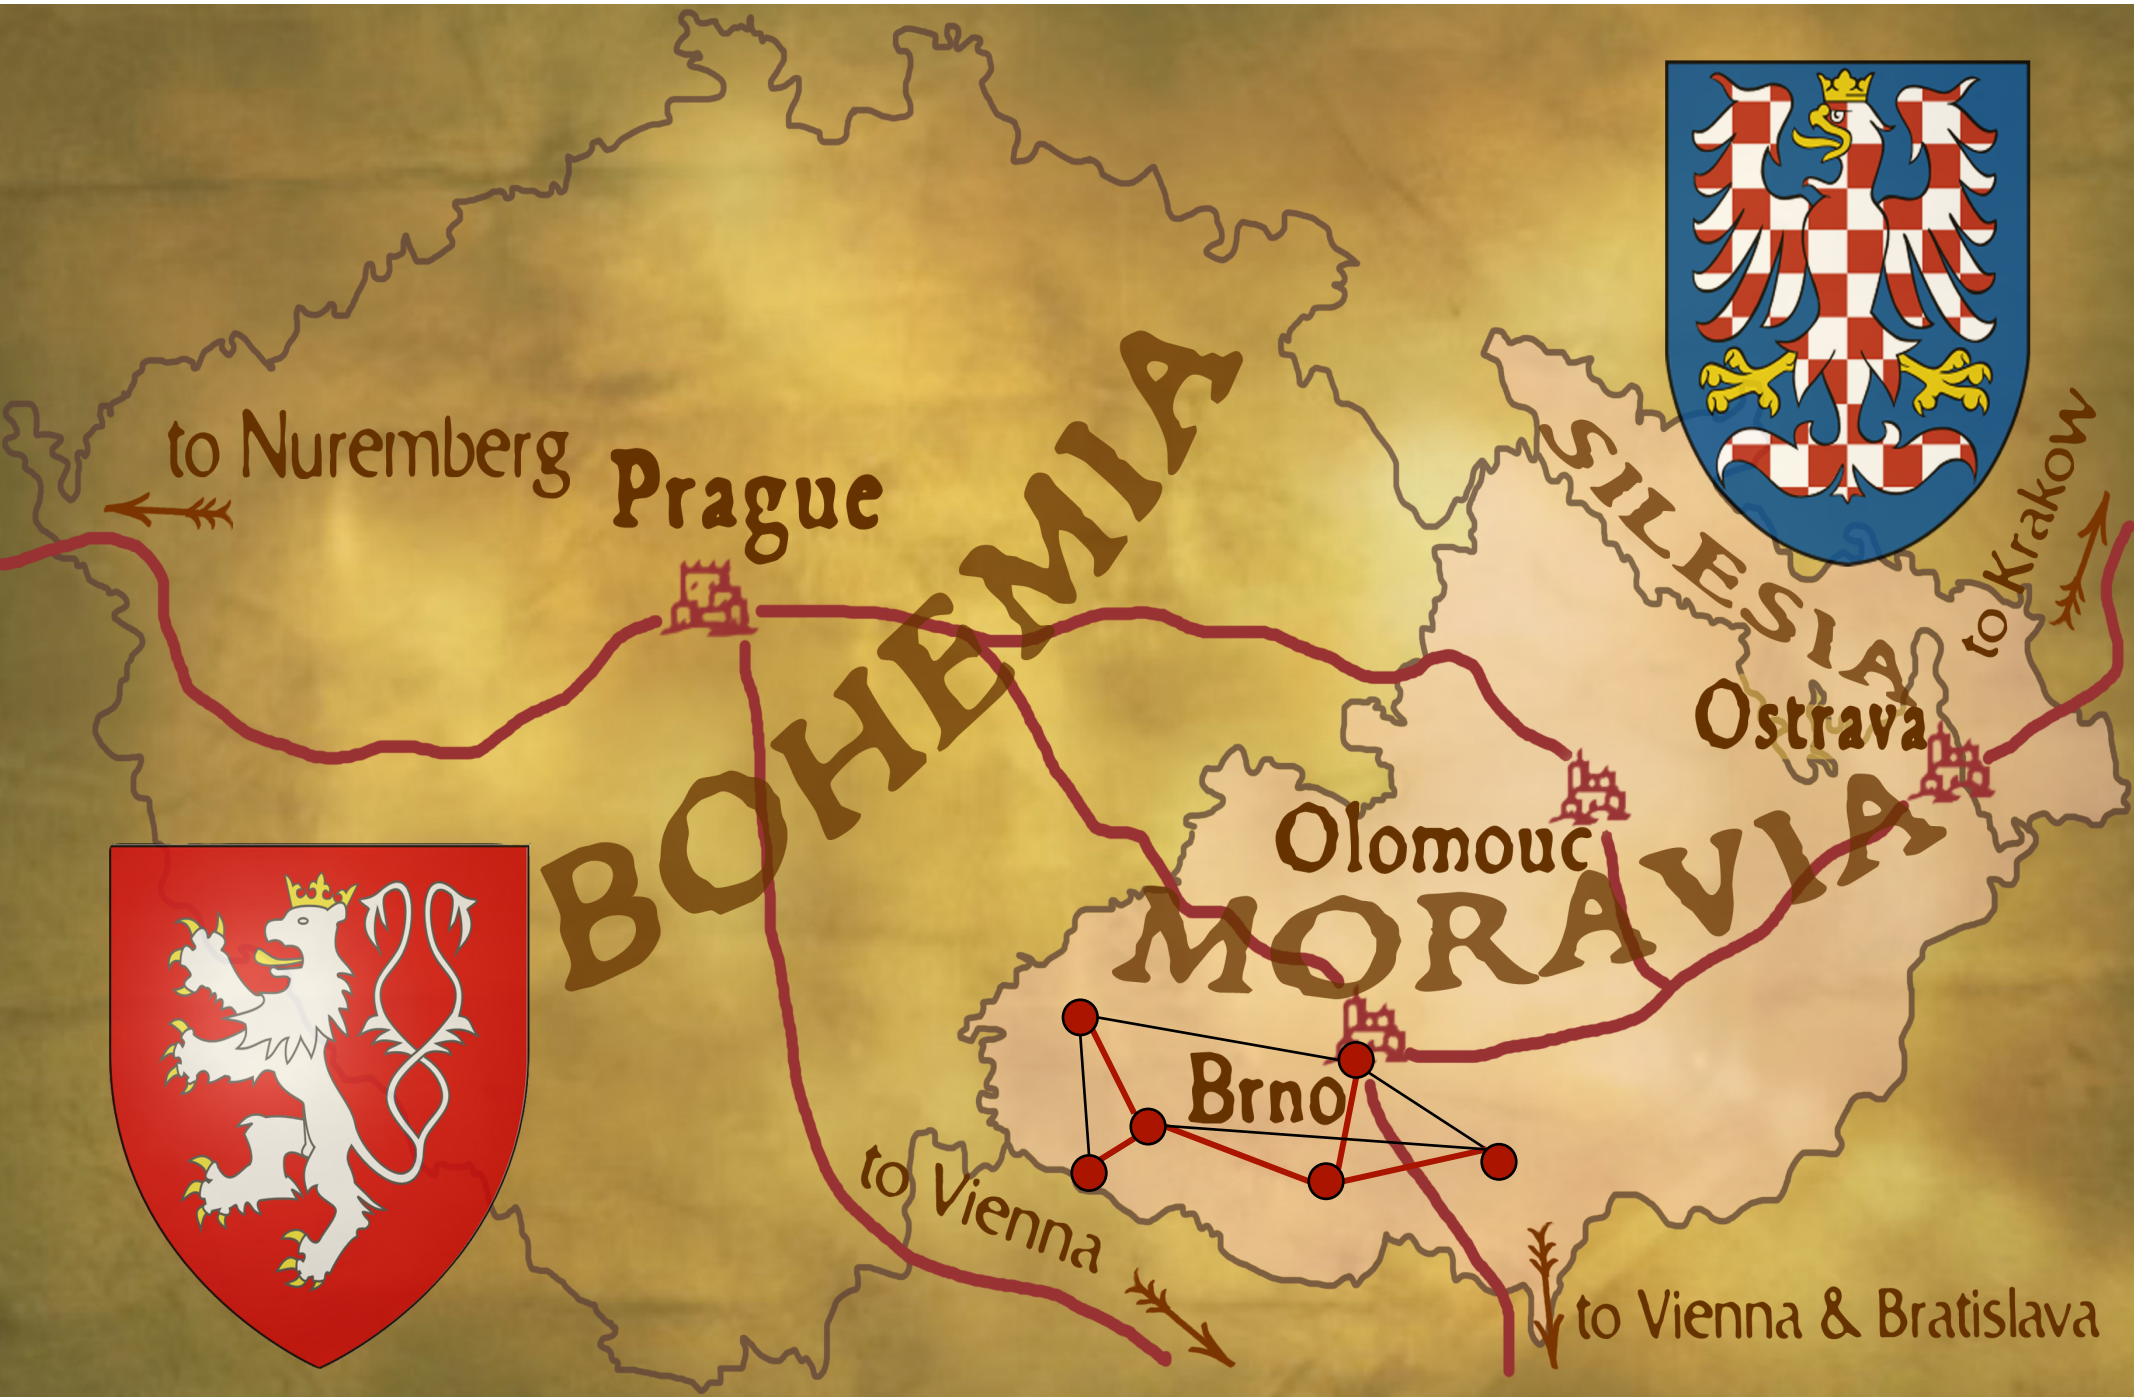 to Nuremberg
Prague
BOHEMIA
SILESIA
to Krakow
Ostrava
Olomouc
MORAVIA
Brno
to Vienna
to Vienna & Bratislava